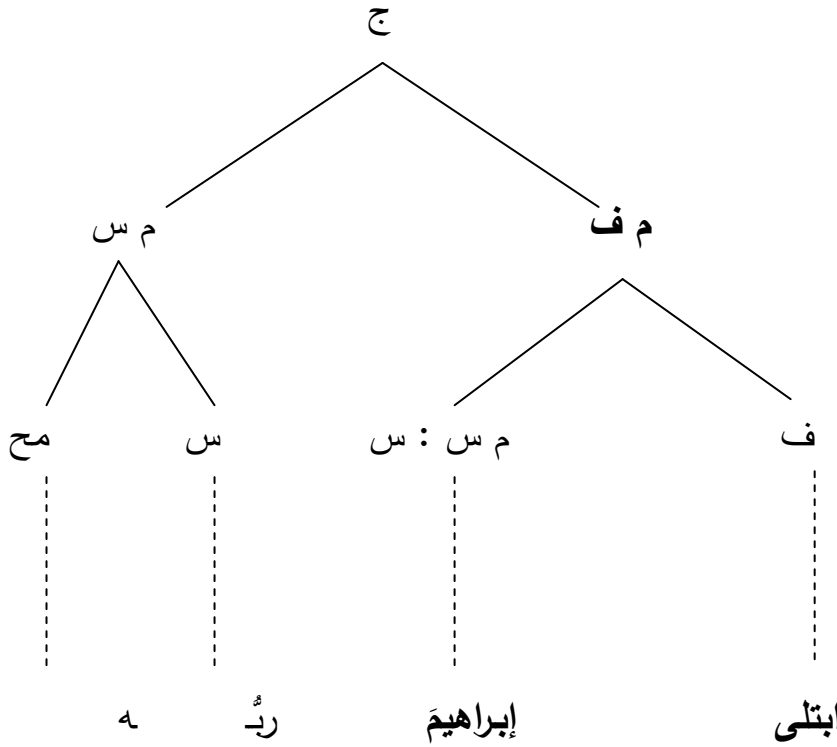 ج
م ف م س
ف م س : س س مح
ابتلى إبراهيمَ ربُّـ ـه